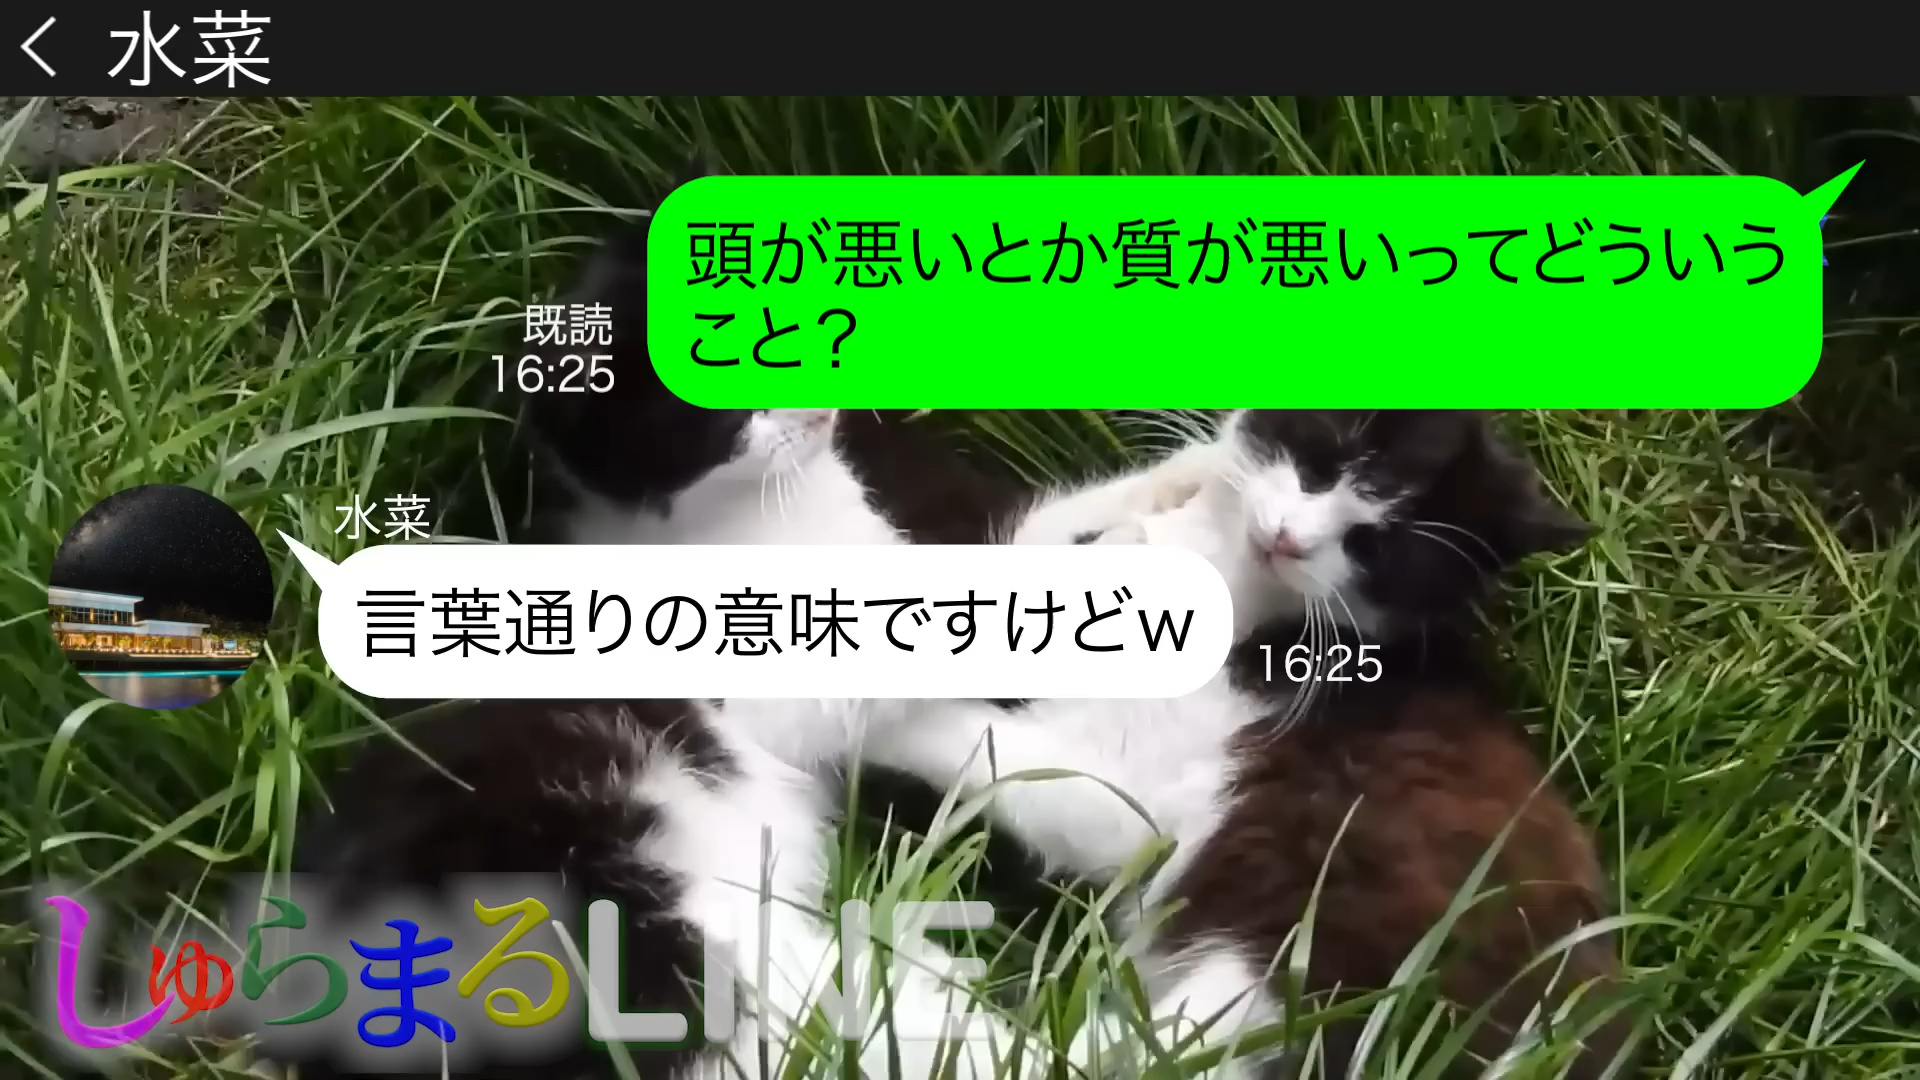 水菜
頭が悪いとか質が悪いってどういう
こと？
既読
16:25
水菜
言葉通りの意味ですけどw
16:25
しゅらまるLINE